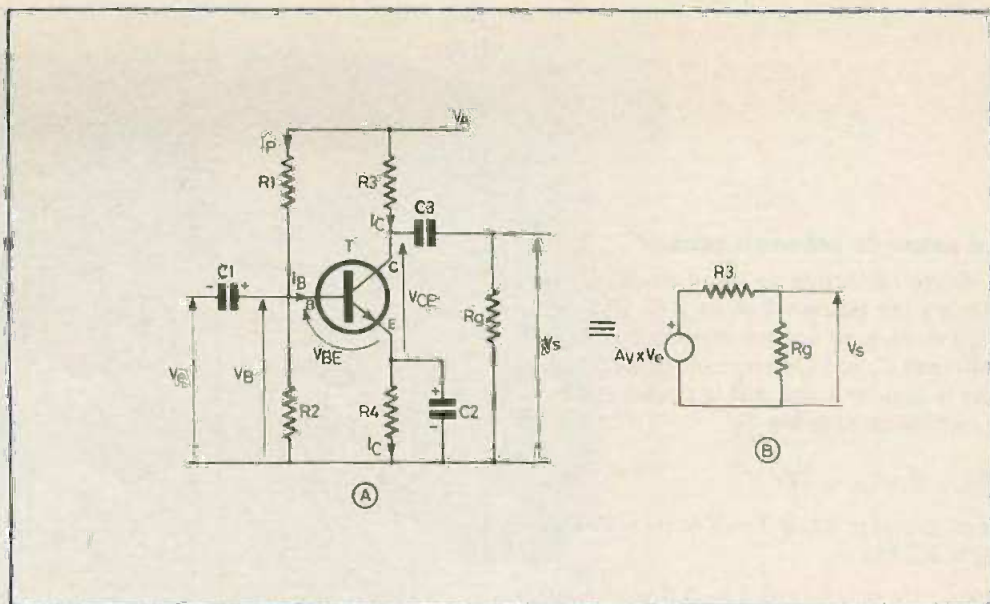 VA
IP
R1
R3
IC
C3
T
C1
- +
IB
B
C
E
VCE
VBE
Rg
Vs
Ve
VB
R2
R4
+
C2
-
IC
A
≡
R3
+
AV x Ve
Rg
Vs
B